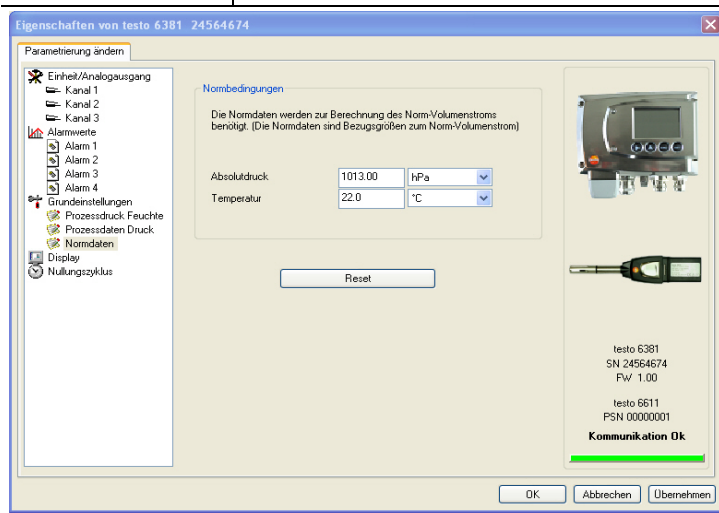 Eigenschaften von testo 6381 24564674
Parametrierung ändern
Einheit/Analogausgang
Kanal 1
Kanal 2
Kanal 3
Alarmwerte
Alarm 1
Alarm 2
Alarm 3
Alarm 4
Grundeinstellungen
Prozessdruck Feuchte
Prozessdaten Druck
Normdaten
Display
Nullungszyklus
Normbedingungen
Die Normdaten werden zur Berechnung des Norm-Volumenstroms
benötigt. (Die Normdaten sind Bezugsgrößen zum Norm-Volumenstrom)
Absolutdruck 1013.00 hPa
Temperatur 22.0 °C
Reset
testo 6381
SN 24564674
FW 1.00
testo 6611
PSN 00000001
Kommunikation Ok
OK Abbrechen Übernehmen